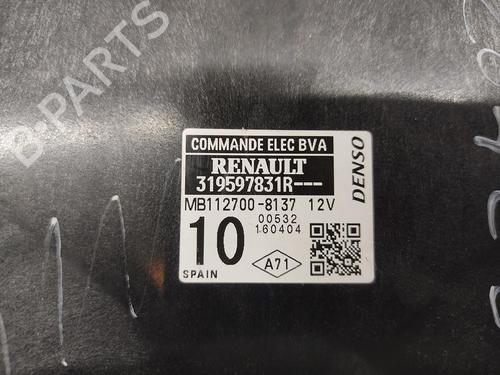 B-PARTS
COMMANDE ELEC BVA
RENAULT
319597831R---
MB112700-8137 12V
10
00532
160404
A71
SPAIN
DENSO